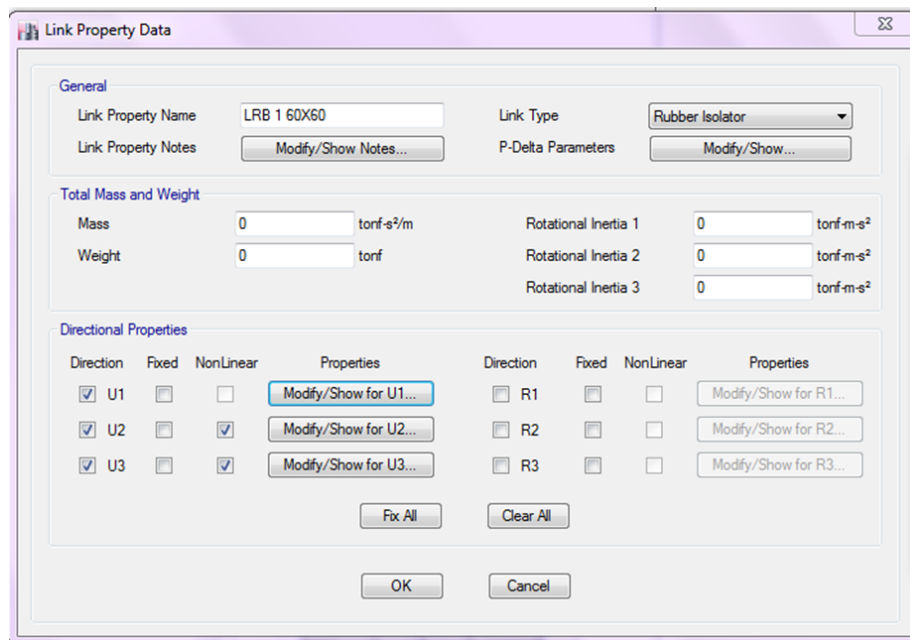 Link Property Data
General
Link Property Name LRB 1 60X60 Link Type Rubber Isolator
Link Property Notes Modify/Show Notes... P-Delta Parameters Modify/Show...
Total Mass and Weight
Mass 0 tonf-s²/m Rotational Inertia 1 0 tonf-m-s²
Weight 0 tonf Rotational Inertia 2 0 tonf-m-s²
Rotational Inertia 3 0 tonf-m-s²
Directional Properties
Direction Fixed NonLinear Properties Direction Fixed NonLinear Properties
U1 Modify/Show for U1... R1 Modify/Show for R1...
U2 Modify/Show for U2... R2 Modify/Show for R2...
U3 Modify/Show for U3... R3 Modify/Show for R3...
Fix All Clear All
OK Cancel